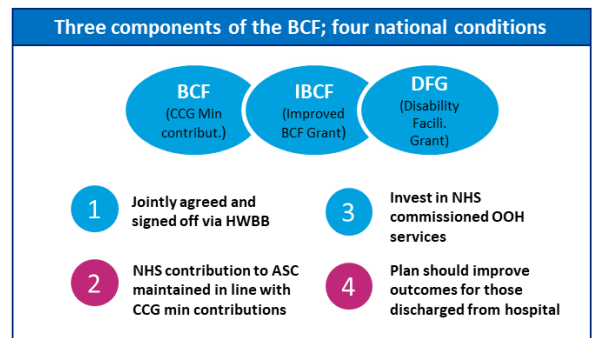 Three components of the BCF; four national conditions
BCF
(CCG Min
contribut.)
IBCF
(Improved
BCF Grant)
DFG
(Disability
Facili.
Grant)
1
Jointly agreed and
signed off via HWBB
2
NHS contribution to ASC
maintained in line with
CCG min contributions
3
Invest in NHS
commissioned OOH
services
4
Plan should improve
outcomes for those
discharged from hospital